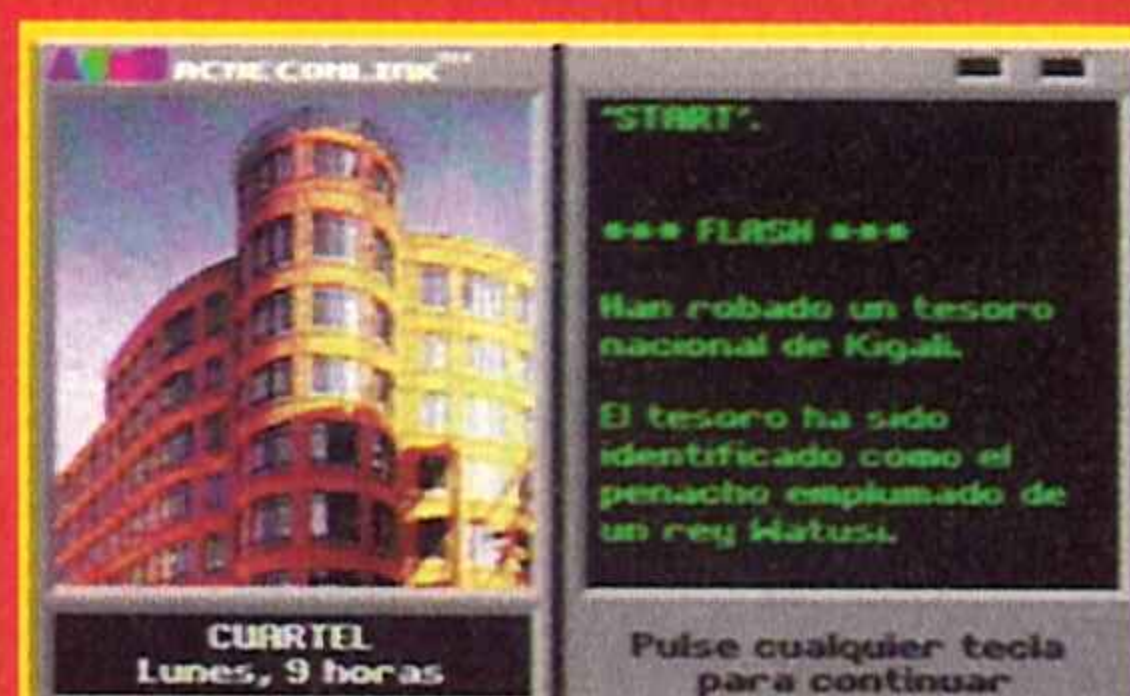 ACME COMLINK™
CUARTEL
Lunes, 9 horas
"START".
*** FLASH ***
Han robado un tesoro
nacional de Kigali.
El tesoro ha sido
identificado como el
penacho emplumado de
un rey Watusi.
Pulse cualquier tecla
para continuar